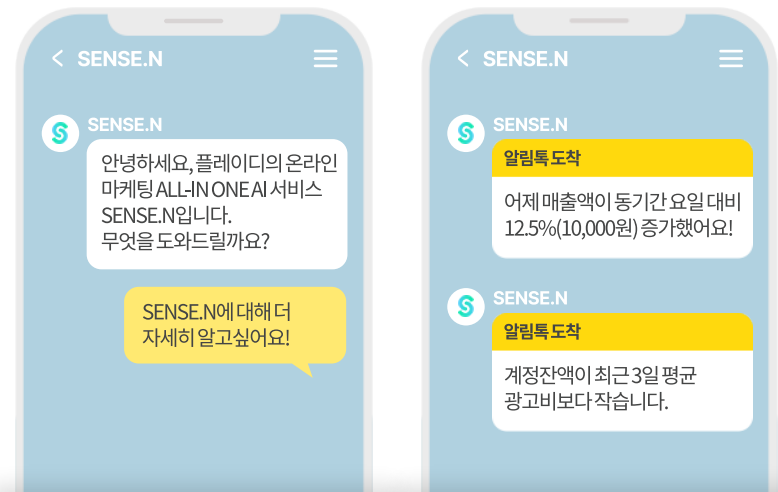 SENSE.N
SENSE.N
안녕하세요, 플레이디의 온라인
마케팅 ALL-IN ONE AI 서비스
SENSE.N입니다.
무엇을 도와드릴까요?
SENSE.N에 대해 더
자세히 알고싶어요!
SENSE.N
SENSE.N
알림톡 도착
어제 매출액이 동기간 요일 대비
12.5%(10,000원) 증가했어요!
SENSE.N
알림톡 도착
계정잔액이 최근 3일 평균
광고비보다 작습니다.